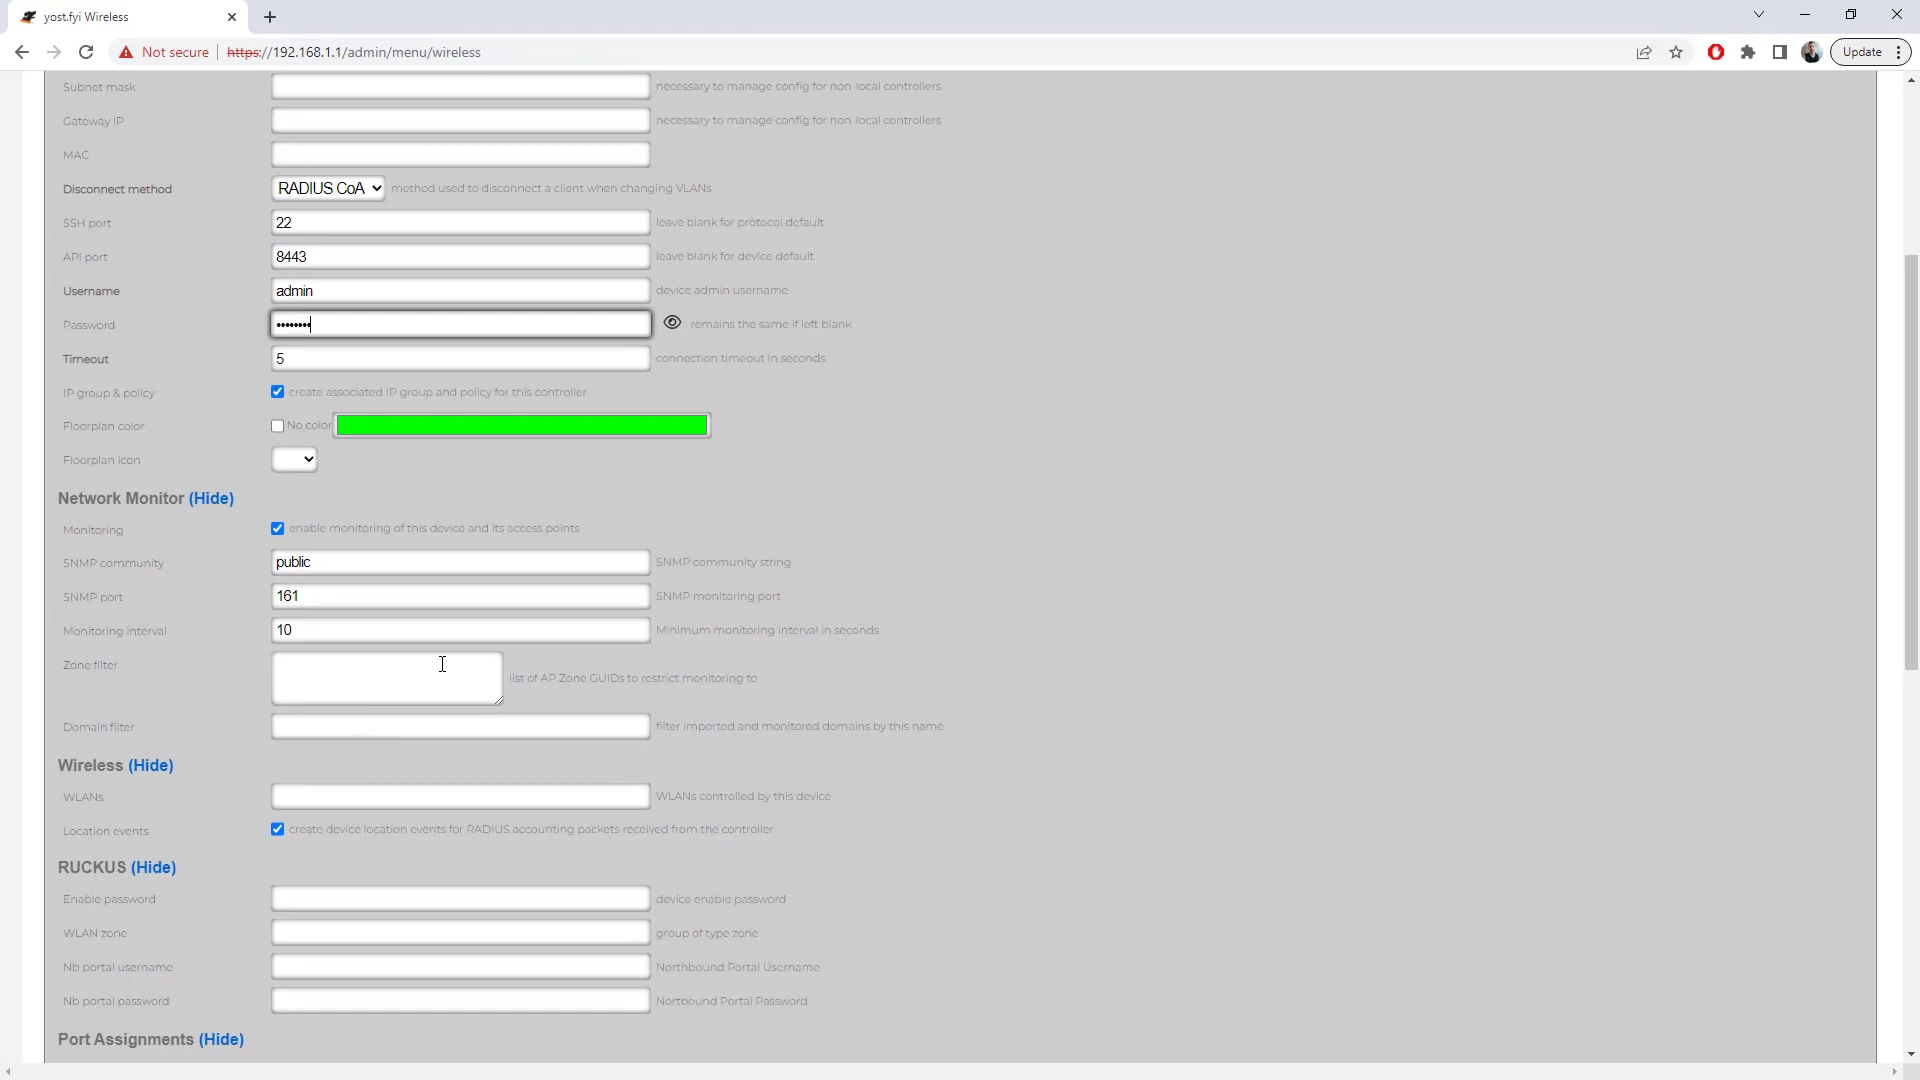 yost.fyi Wireless
Not secure
https://192.168.1.1/admin/menu/wireless
Update
Subnet mask
necessary to manage config for non local controllers
Gateway IP
necessary to manage config for non local controllers
MAC
Disconnect method
RADIUS CoA
method used to disconnect a client when changing VLANs
SSH port
22
leave blank for protocol default
API port
8443
leave blank for device default
Username
admin
device admin username
Password
••••••••
remains the same if left blank
Timeout
5
connection timeout in seconds
IP group & policy
create associated IP group and policy for this controller
Floorplan color
No color
Floorplan icon
Network Monitor (Hide)
Monitoring
enable monitoring of this device and its access points
SNMP community
public
SNMP community string
SNMP port
161
SNMP monitoring port
Monitoring interval
10
Minimum monitoring interval in seconds
Zone filter
list of AP Zone GUIDs to restrict monitoring to
Domain filter
filter imported and monitored domains by this name
Wireless (Hide)
WLANs
WLANs controlled by this device
Location events
create device location events for RADIUS accounting packets received from the controller
RUCKUS (Hide)
Enable password
device enable password
WLAN zone
group of type zone
Nb portal username
Northbound Portal Username
Nb portal password
Nortbound Portal Password
Port Assignments (Hide)